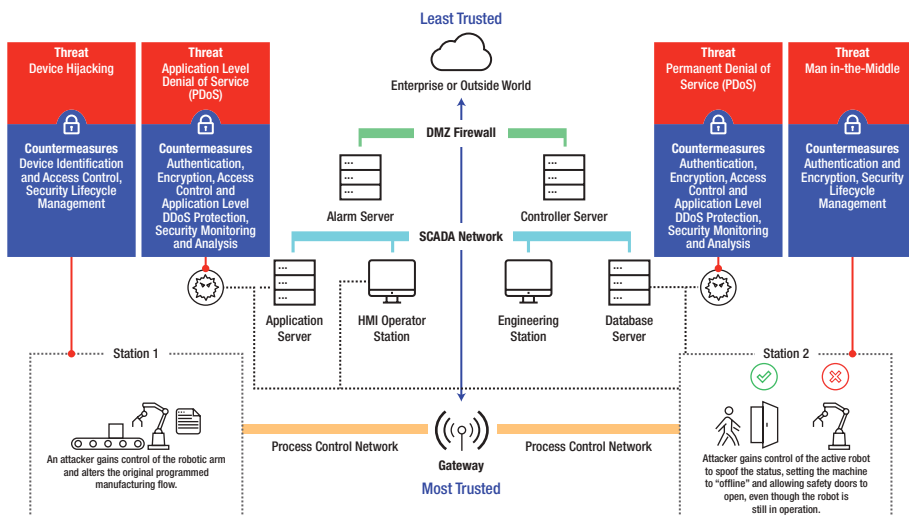 Least Trusted
Enterprise or Outside World
Threat
Device Hijacking
Countermeasures
Device Identification
and Access Control,
Security Lifecycle
Management
Threat
Application Level
Denial of Service
(PDoS)
Countermeasures
Authentication,
Encryption, Access
Control and
Application Level
DDoS Protection,
Security Monitoring
and Analysis
Threat
Permanent Denial of
Service (PDoS)
Countermeasures
Authentication,
Encryption, Access
Control and
Application Level
DDoS Protection,
Security Monitoring
and Analysis
Threat
Man in-the-Middle
Countermeasures
Authentication and
Encryption, Security
Lifecycle
Management
DMZ Firewall
Alarm Server
Controller Server
SCADA Network
Application
Server
HMI Operator
Station
Engineering
Station
Database
Server
Station 1
An attacker gains control of the robotic arm
and alters the original programmed
manufacturing flow.
Process Control Network
Gateway
Most Trusted
Process Control Network
Station 2
Attacker gains control of the active robot
to spoof the status, setting the machine
to “offline” and allowing safety doors to
open, even though the robot is
still in operation.